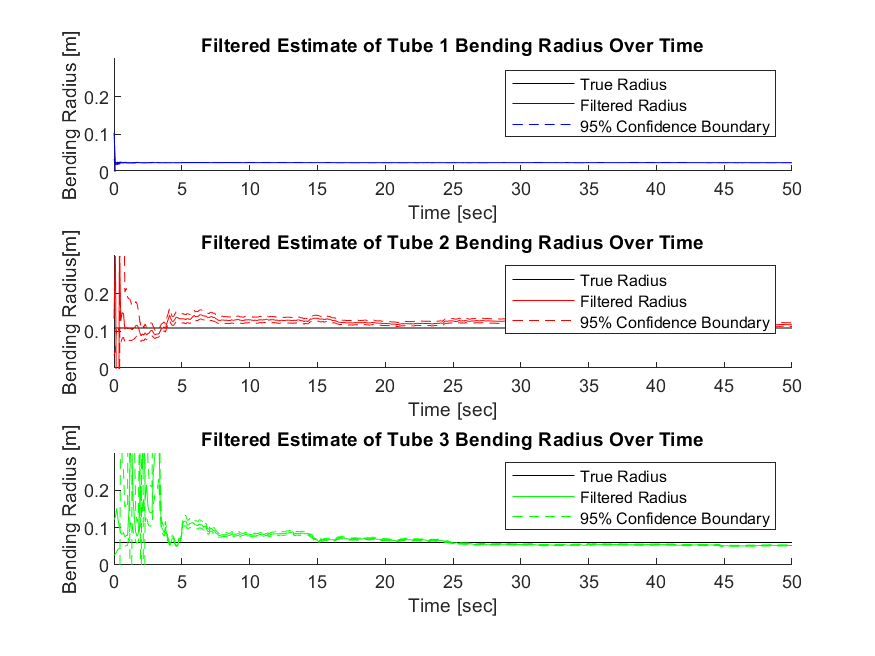 Filtered Estimate of Tube 1 Bending Radius Over Time
Bending Radius [m]
0.2
0.1
0
True Radius
Filtered Radius
95% Confidence Boundary
0 5 10 15 20 25 30 35 40 45 50
Time [sec]
Filtered Estimate of Tube 2 Bending Radius Over Time
Bending Radius[m]
0.2
0.1
0
True Radius
Filtered Radius
95% Confidence Boundary
0 5 10 15 20 25 30 35 40 45 50
Time [sec]
Filtered Estimate of Tube 3 Bending Radius Over Time
Bending Radius [m]
0.2
0.1
0
True Radius
Filtered Radius
95% Confidence Boundary
0 5 10 15 20 25 30 35 40 45 50
Time [sec]